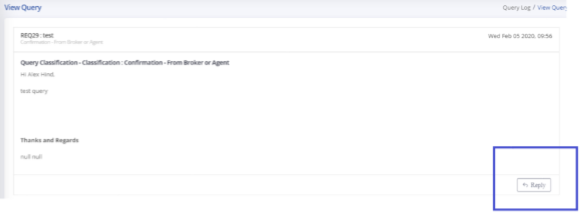 View Query
Query Log / View Query
REQ29 : test
Wed Feb 05 2020, 09:56
Confirmation - From Broker or Agent
Query Classification - Classification : Confirmation - From Broker or Agent
Hi Alex Hind,
test query
Thanks and Regards
null null
Reply